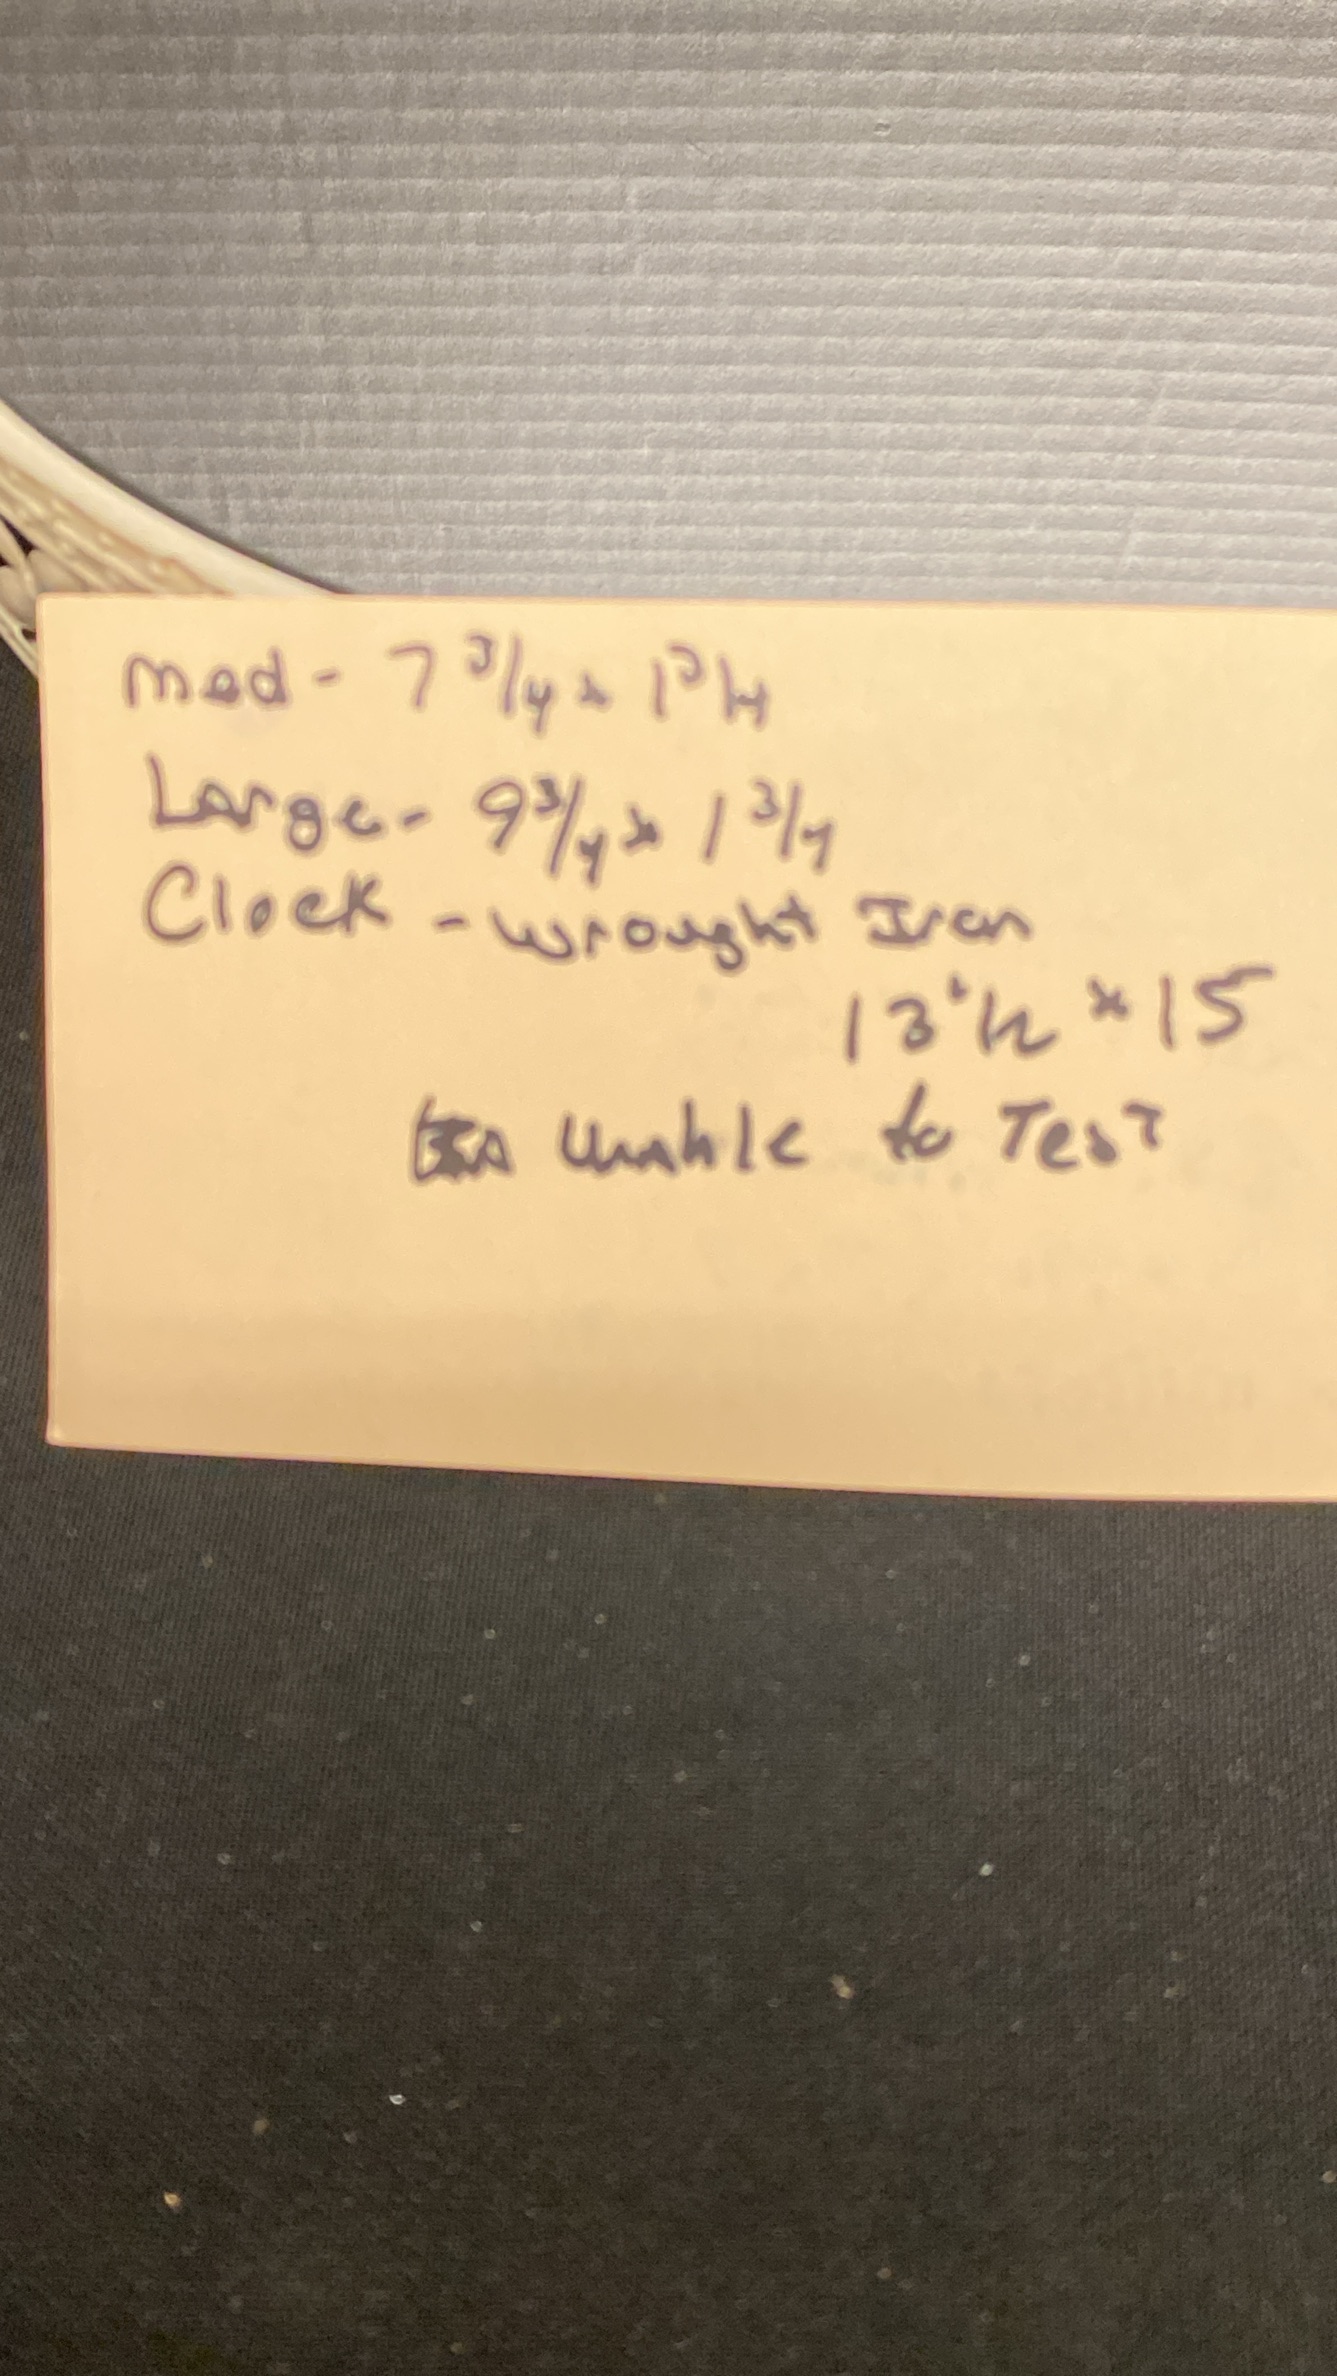 med - 7 3/4 x 1 3/4
Large - 9 3/4 x 1 3/4
Clock - wrought Iron
13 1/2 x 15
Unable to Test